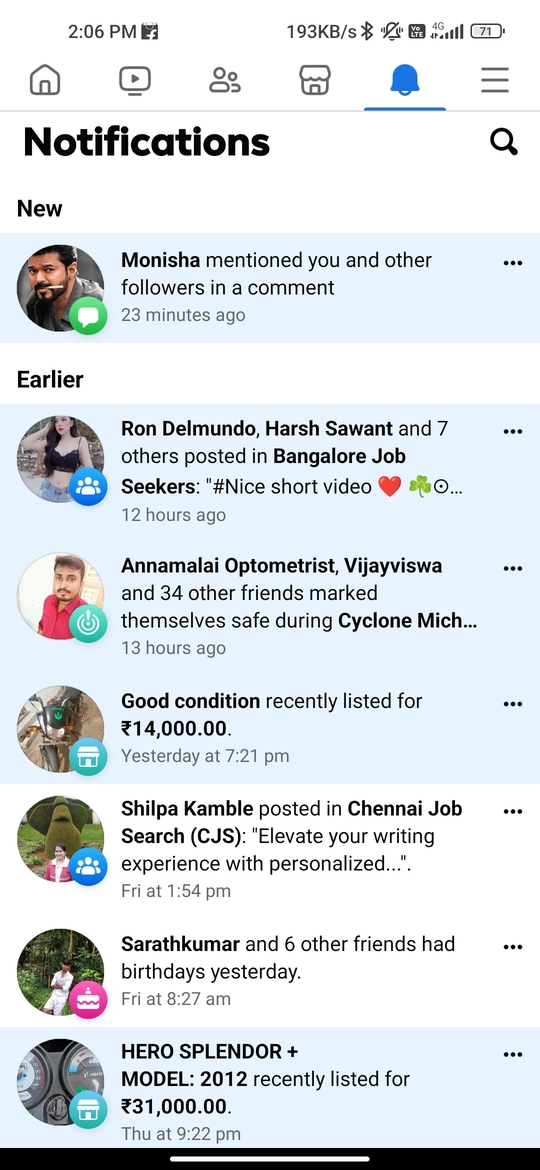 2:06 PM
193KB/s Vo LTE 4G 71
Notifications
New
Monisha mentioned you and other
followers in a comment
23 minutes ago
Earlier
Ron Delmundo, Harsh Sawant and 7
others posted in Bangalore Job
Seekers: "#Nice short video ❤️ ☘️⊙...
12 hours ago
Annamalai Optometrist, Vijayviswa
and 34 other friends marked
themselves safe during Cyclone Mich...
13 hours ago
Good condition recently listed for
₹14,000.00.
Yesterday at 7:21 pm
Shilpa Kamble posted in Chennai Job
Search (CJS): "Elevate your writing
experience with personalized...".
Fri at 1:54 pm
Sarathkumar and 6 other friends had
birthdays yesterday.
Fri at 8:27 am
HERO SPLENDOR +
MODEL: 2012 recently listed for
₹31,000.00.
Thu at 9:22 pm